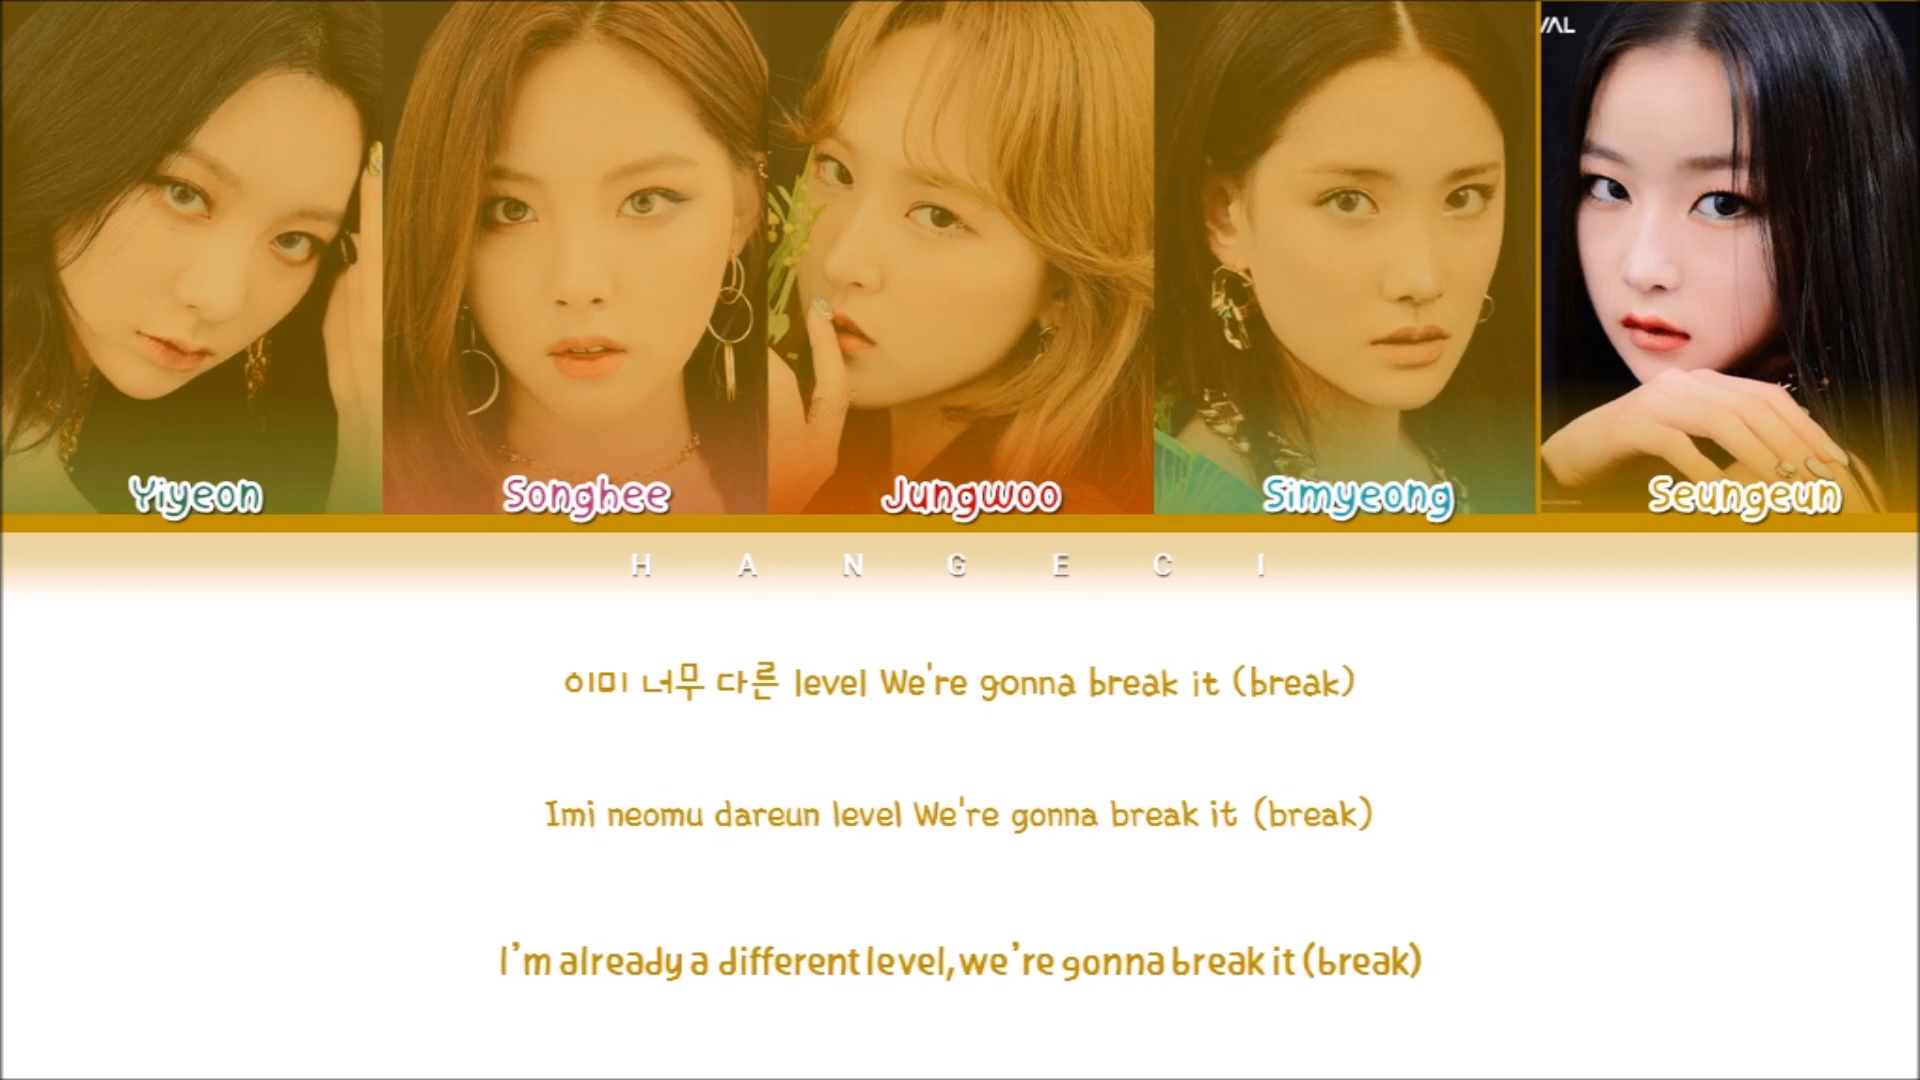 /AL
Yiyeon Songhee Jungwoo Simyeong Seungeun
H A N G E C I
이미 너무 다른 level We're gonna break it (break)
Imi neomu dareun level We're gonna break it (break)
I'm already a different level, we're gonna break it (break)